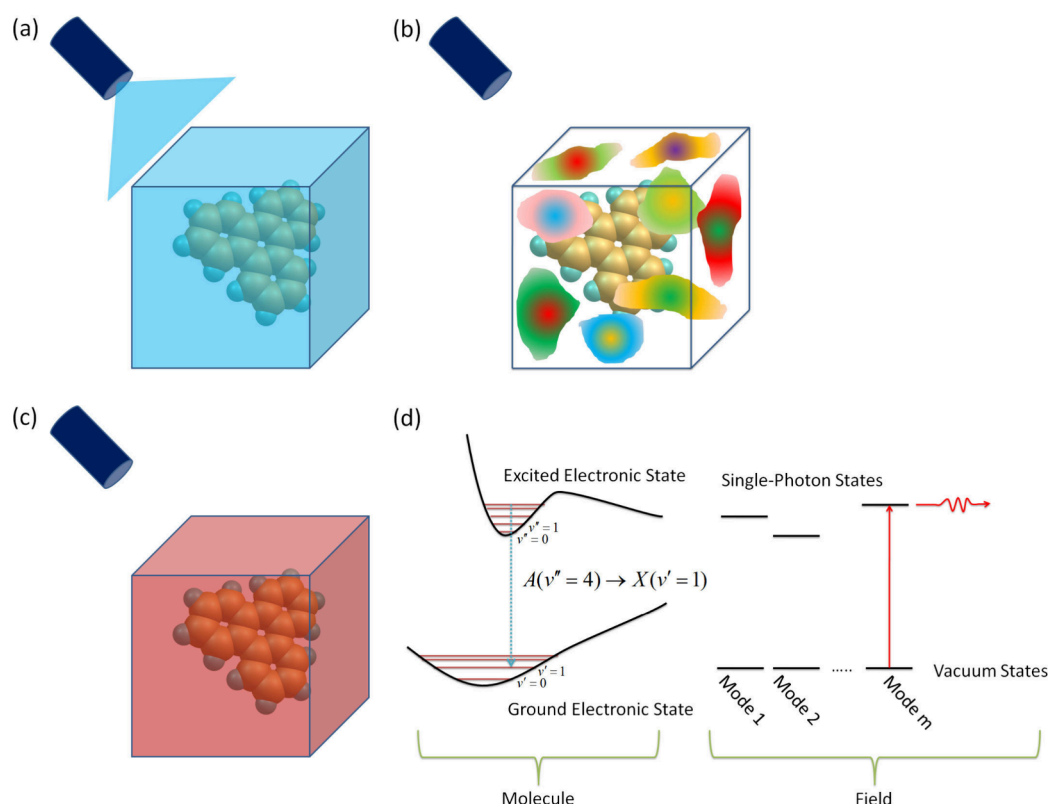 (a)
(b)
(c)
(d)
Excited Electronic State
Single-Photon States
v″ = 1
v″ = 0
A(v″ = 4) → X(v′ = 1)
v′ = 1
v′ = 0
Ground Electronic State
Vacuum States
Mode 1
Mode 2
.....
Mode m
Molecule
Field